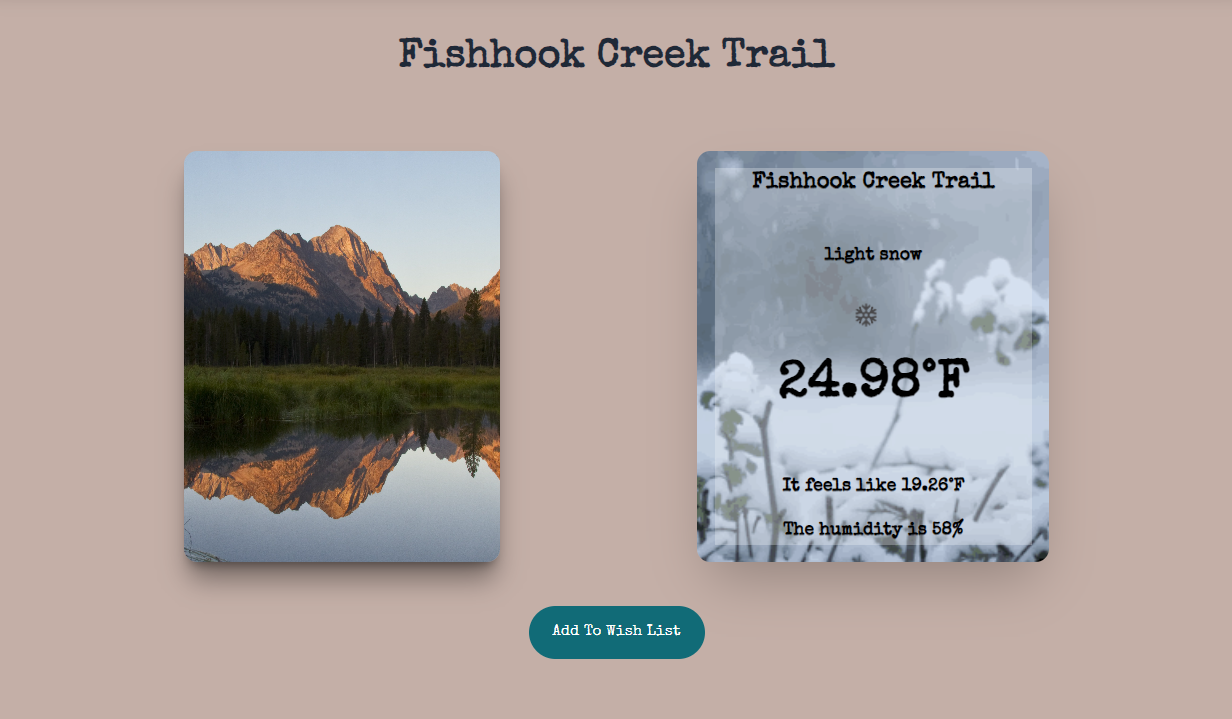 Fishhook Creek Trail
Fishhook Creek Trail
light snow
24.98°F
It feels like 19.26°F
The humidity is 58%
Add To Wish List